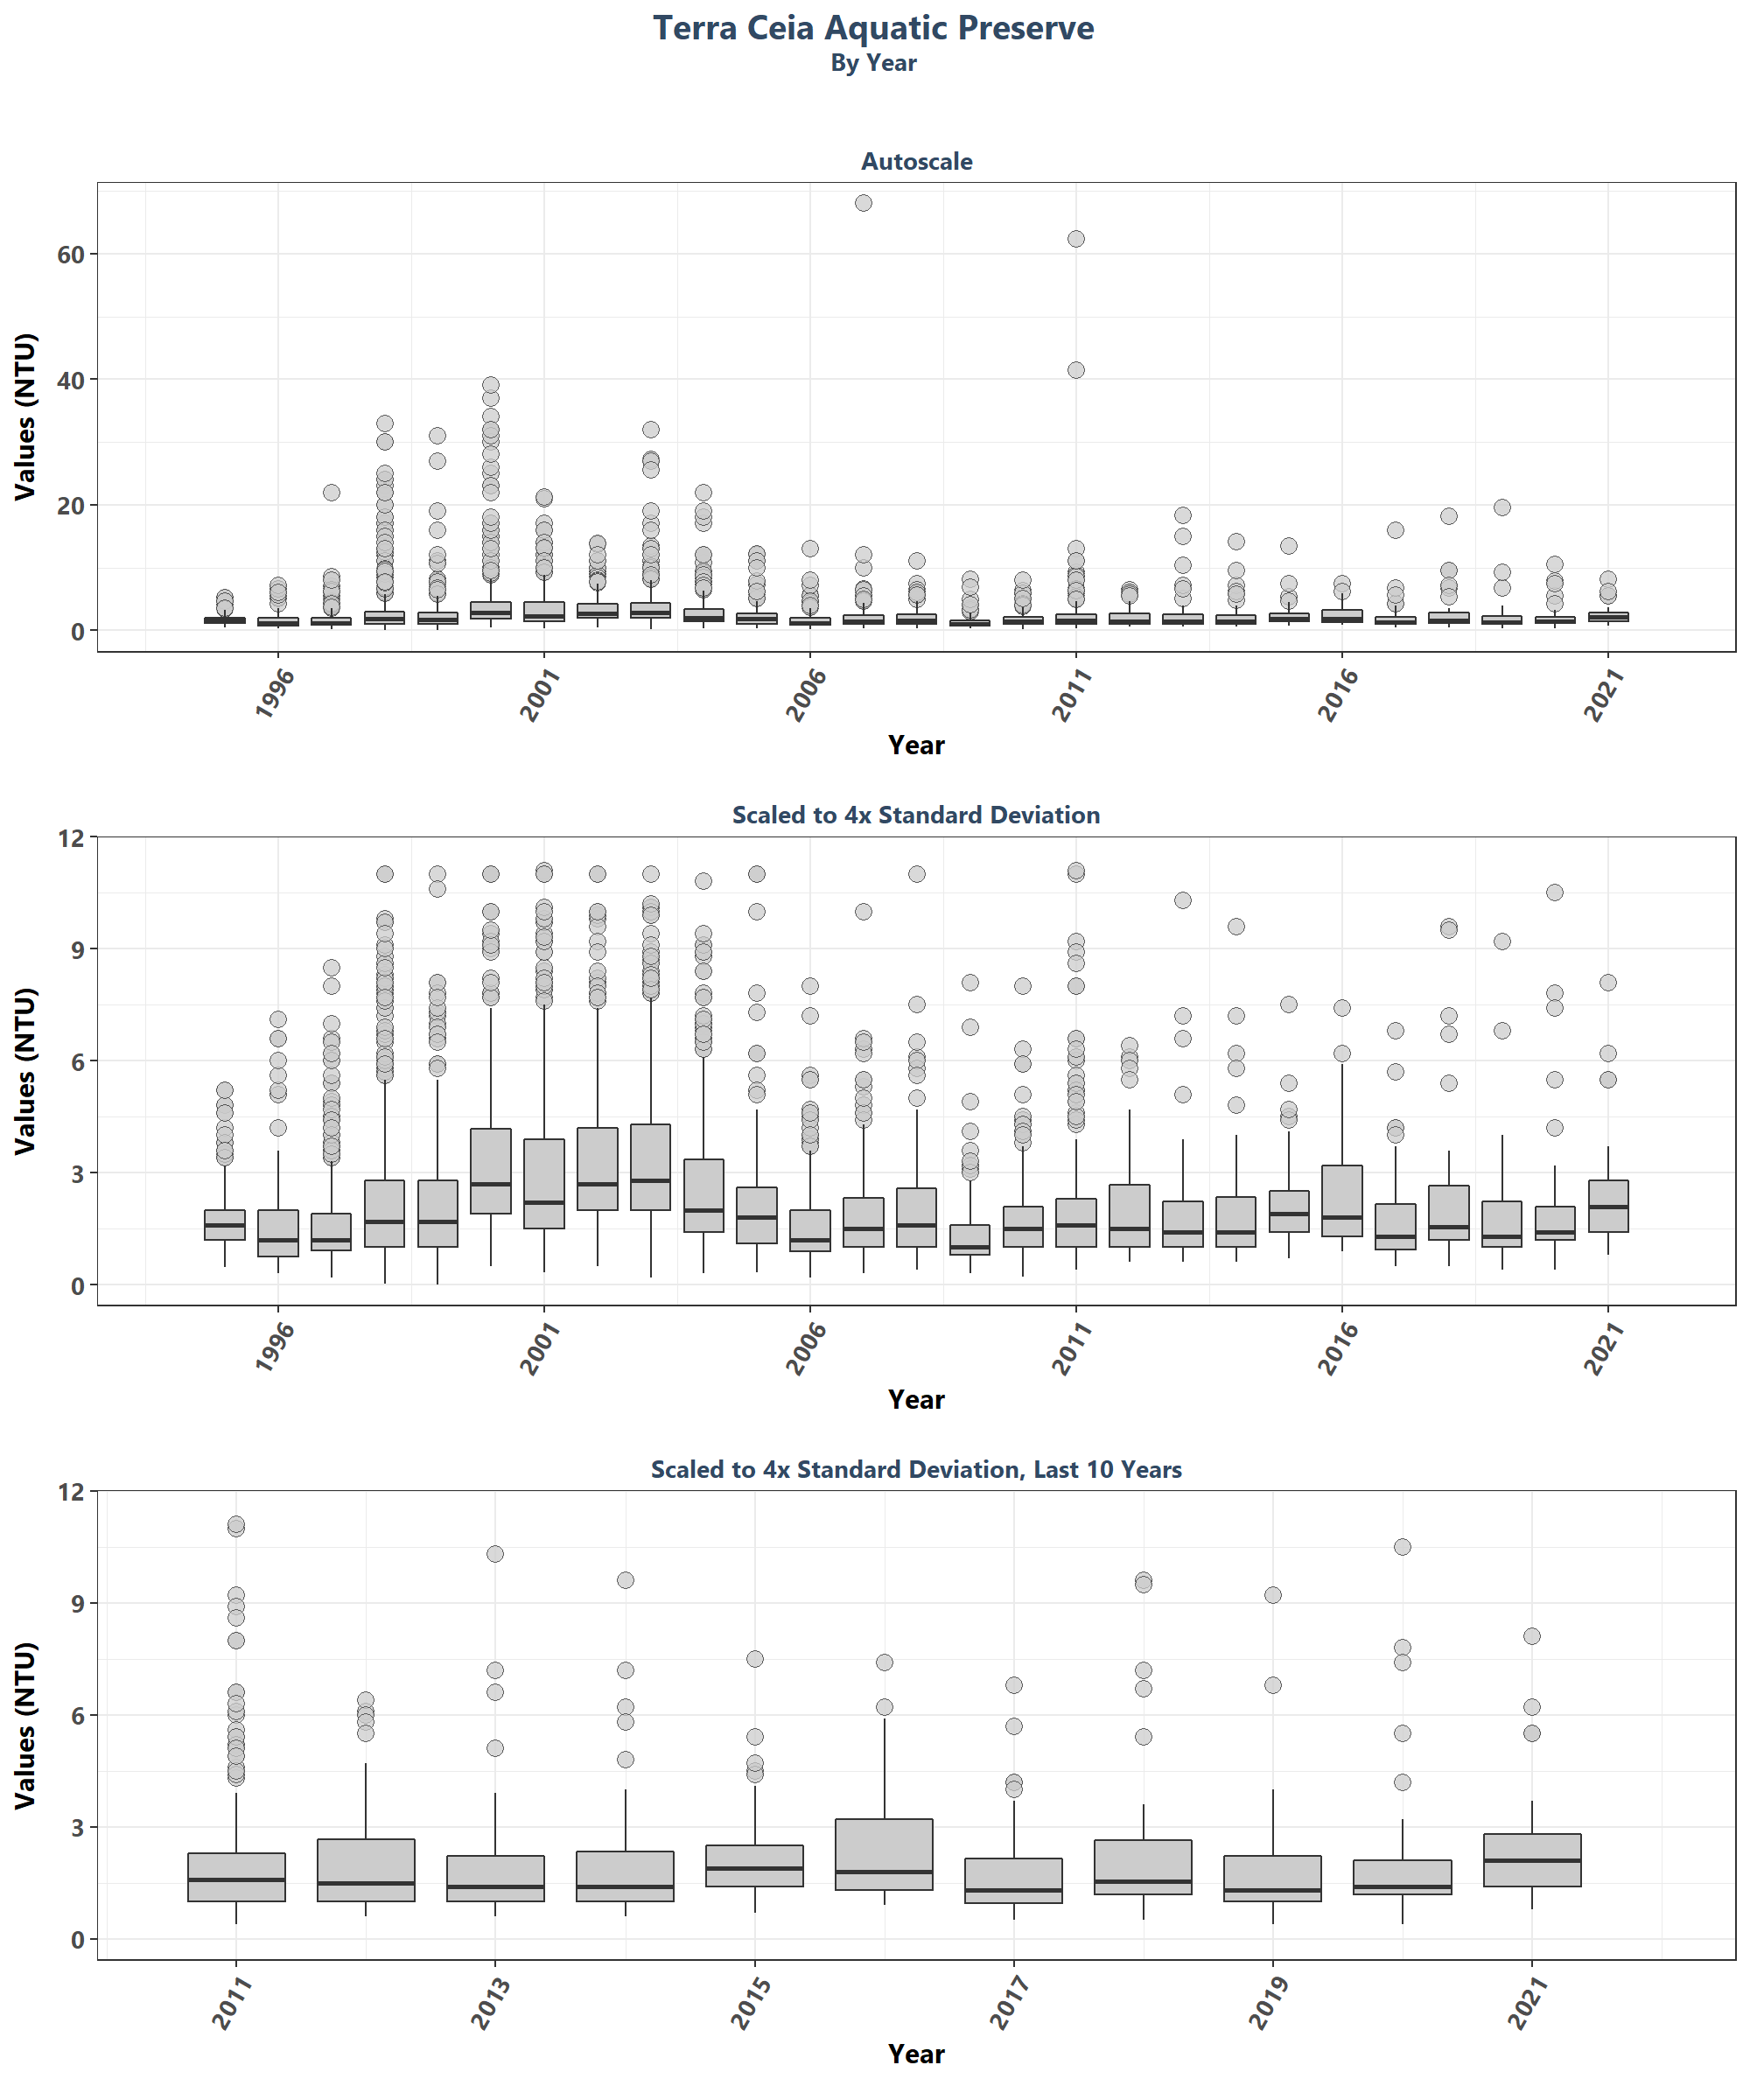 Terra Ceia Aquatic Preserve
By Year
Autoscale
Values (NTU)
60
40
20
0
1996 2001 2006 2011 2016 2021
Year
Scaled to 4x Standard Deviation
Values (NTU)
12
9
6
3
0
1996 2001 2006 2011 2016 2021
Year
Scaled to 4x Standard Deviation, Last 10 Years
Values (NTU)
12
9
6
3
0
2011 2013 2015 2017 2019 2021
Year